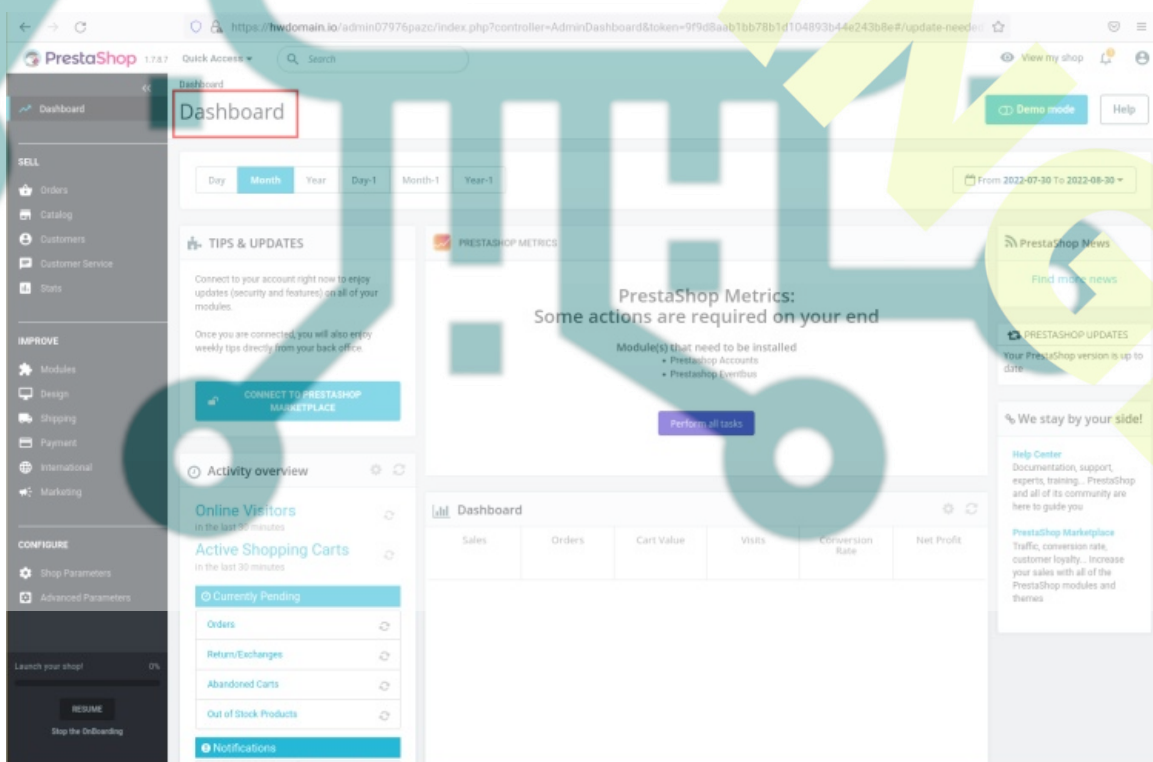 https://hwdomain.io/admin07976pazc/index.php?controller=AdminDashboard&token=9f9d8aab1bb78b1d104893b44e243b8e#/update-needed
PrestaShop 1.7.8.7 Quick Access Search View my shop
Dashboard
Dashboard
Dashboard
Demo mode Help
SELL
Orders
Catalog
Customers
Customer Service
Stats
IMPROVE
Modules
Design
Shipping
Payment
International
Marketing
CONFIGURE
Shop Parameters
Advanced Parameters
Launch your shop! 0%
RESUME
Stop the OnBoarding
Day Month Year Day-1 Month-1 Year-1
From 2022-07-30 To 2022-08-30
TIPS & UPDATES
Connect to your account right now to enjoy
updates (security and features) on all of your
modules.
Once you are connected, you will also enjoy
weekly tips directly from your back office.
CONNECT TO PRESTASHOP
MARKETPLACE
Activity overview
Online Visitors
in the last 30 minutes
Active Shopping Carts
in the last 30 minutes
Currently Pending
Orders
Return/Exchanges
Abandoned Carts
Out of Stock Products
Notifications
PRESTASHOP METRICS
PrestaShop Metrics:
Some actions are required on your end
Module(s) that need to be installed
• Prestashop Accounts
• Prestashop Eventbus
Perform all tasks
Dashboard
Sales Orders Cart Value Visits Conversion Rate Net Profit
PrestaShop News
Find more news
PRESTASHOP UPDATES
Your PrestaShop version is up to
date
We stay by your side!
Help Center
Documentation, support,
experts, training... PrestaShop
and all of its community are
here to guide you
PrestaShop Marketplace
Traffic, conversion rate,
customer loyalty... Increase
your sales with all of the
PrestaShop modules and
themes